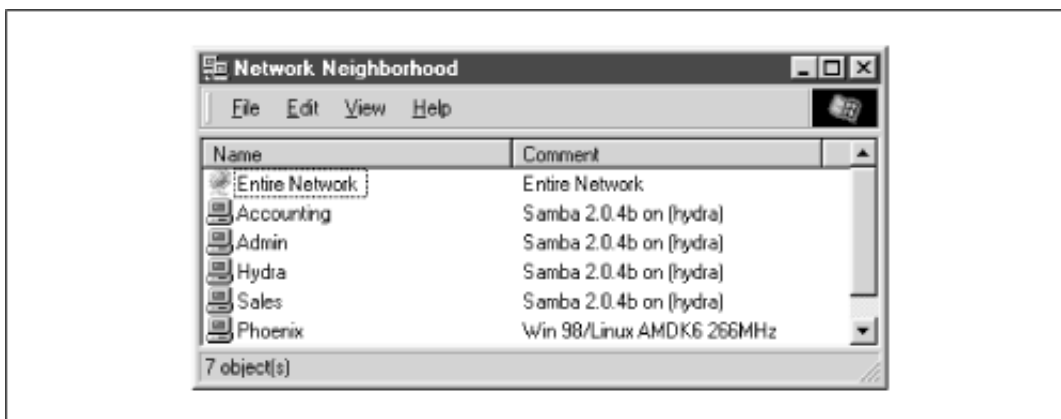 Network Neighborhood
File Edit View Help
Name Comment
Entire Network Entire Network
Accounting Samba 2.0.4b on (hydra)
Admin Samba 2.0.4b on (hydra)
Hydra Samba 2.0.4b on (hydra)
Sales Samba 2.0.4b on (hydra)
Phoenix Win 98/Linux AMDK6 266MHz
7 object(s)